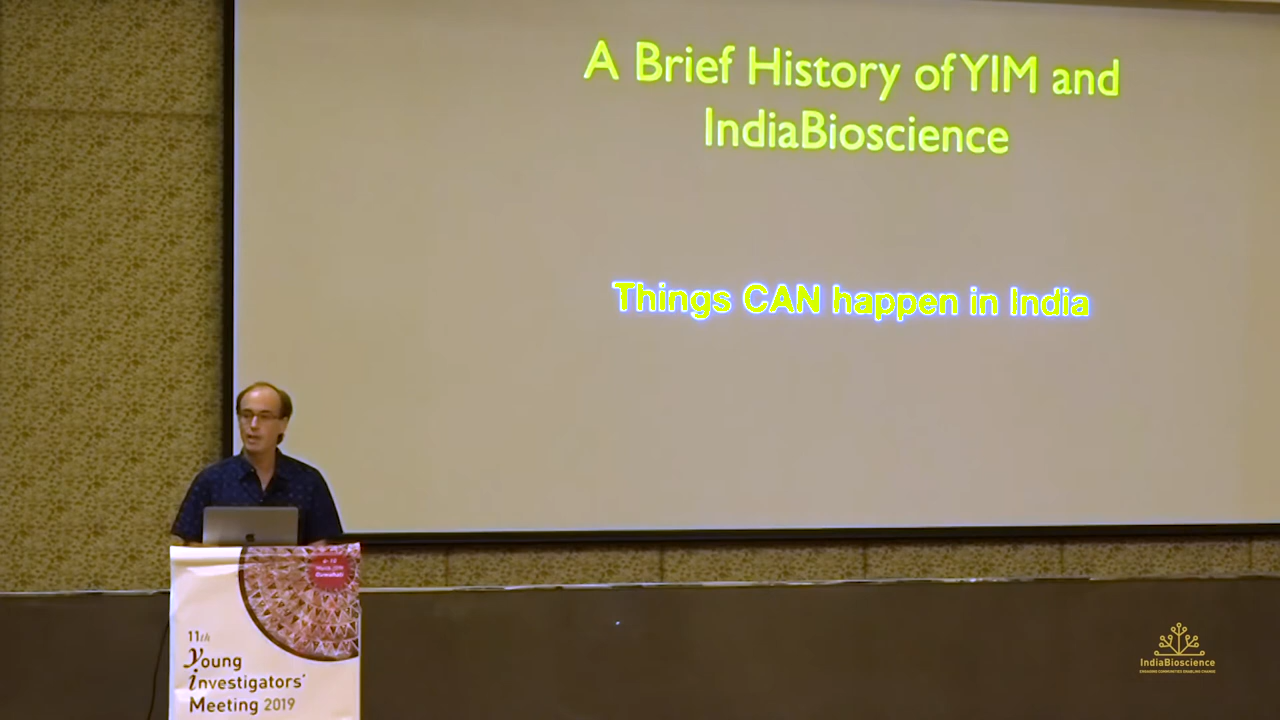 A Brief History of YIM and
IndiaBioscience
Things CAN happen in India
11th
Young
investigators'
Meeting 2019
IndiaBioscience